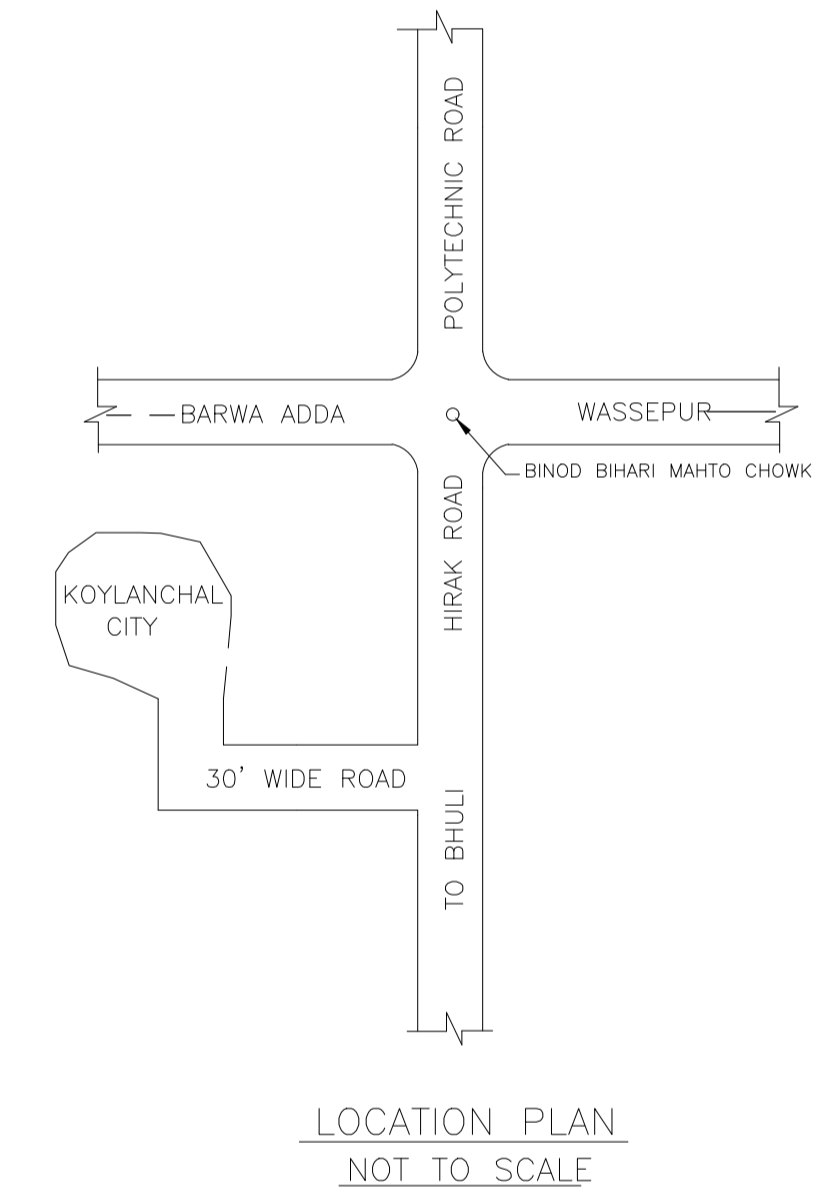 POLYTECHNIC ROAD
BARWA ADDA
WASSEPUR
BINOD BIHARI MAHTO CHOWK
HIRAK ROAD
KOYLANCHAL
CITY
30' WIDE ROAD
TO BHULI
LOCATION PLAN
NOT TO SCALE